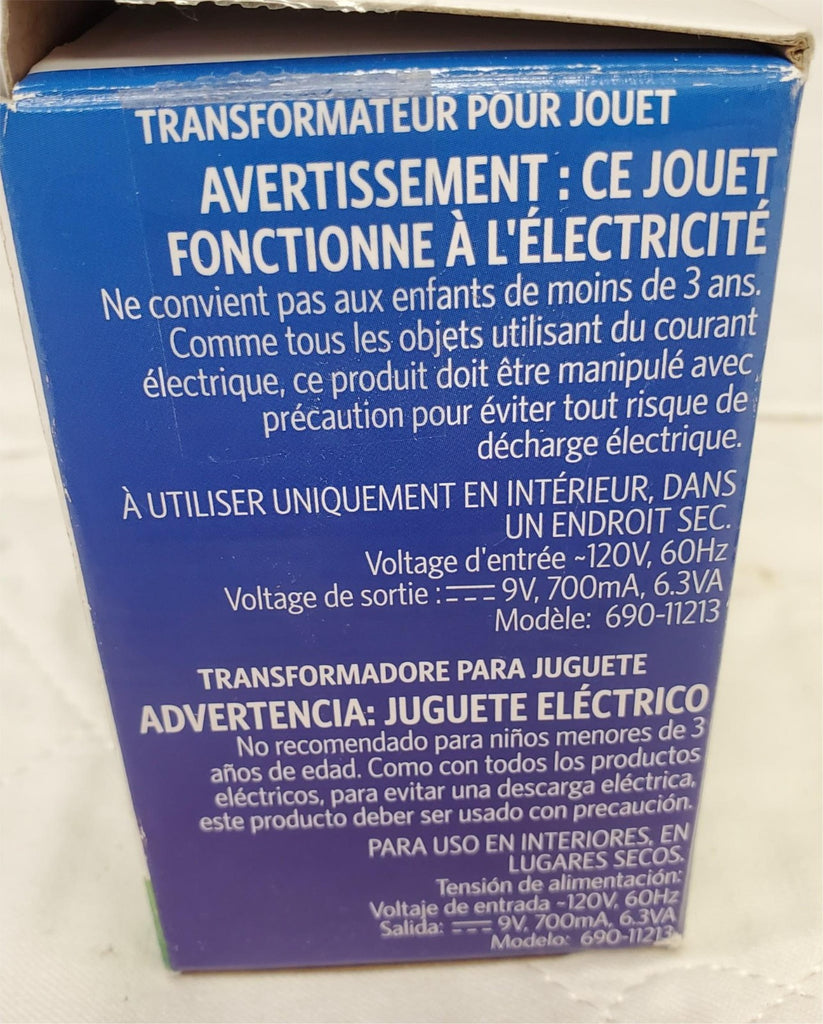 TRANSFORMATEUR POUR JOUET
AVERTISSEMENT : CE JOUET
FONCTIONNE À L'ÉLECTRICITÉ
Ne convient pas aux enfants de moins de 3 ans.
Comme tous les objets utilisant du courant
électrique, ce produit doit être manipulé avec
précaution pour éviter tout risque de
décharge électrique.
À UTILISER UNIQUEMENT EN INTÉRIEUR, DANS
UN ENDROIT SEC.
Voltage d'entrée ~120V, 60Hz
Voltage de sortie : ⎓ 9V, 700mA, 6.3VA
Modèle: 690-11213
TRANSFORMADORE PARA JUGUETE
ADVERTENCIA: JUGUETE ELÉCTRICO
No recomendado para niños menores de 3
años de edad. Como con todos los productos
eléctricos, para evitar una descarga eléctrica,
este producto deber ser usado con precaución.
PARA USO EN INTERIORES, EN
LUGARES SECOS.
Tensión de alimentación:
Voltaje de entrada ~120V, 60Hz
Salida: ⎓ 9V, 700mA, 6.3VA
Modelo: 690-11213